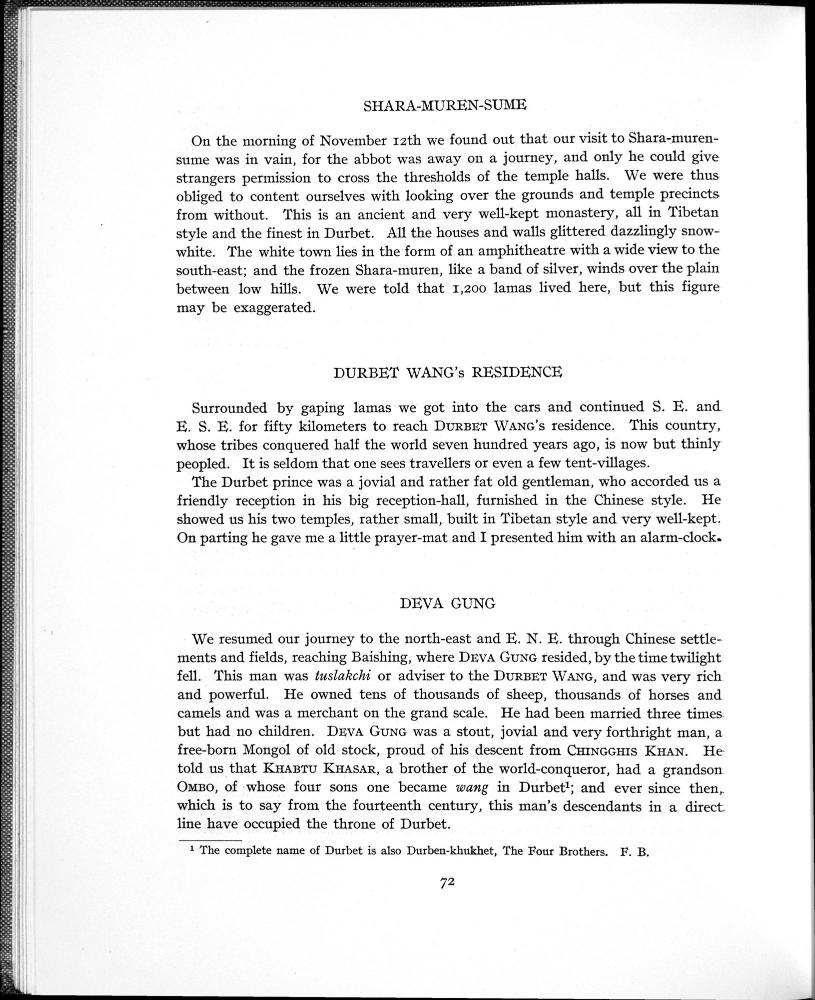 SHARA-MUREN-SUME
On the morning of November 12th we found out that our visit to Shara-muren-
sume was in vain, for the abbot was away on a journey, and only he could give
strangers permission to cross the thresholds of the temple halls. We were thus
obliged to content ourselves with looking over the grounds and temple precincts
from without. This is an ancient and very well-kept monastery, all in Tibetan
style and the finest in Durbet. All the houses and walls glittered dazzlingly snow-
white. The white town lies in the form of an amphitheatre with a wide view to the
south-east; and the frozen Shara-muren, like a band of silver, winds over the plain
between low hills. We were told that 1,200 lamas lived here, but this figure
may be exaggerated.
DURBET WANG's RESIDENCE
Surrounded by gaping lamas we got into the cars and continued S. E. and
E. S. E. for fifty kilometers to reach DURBET WANG's residence. This country,
whose tribes conquered half the world seven hundred years ago, is now but thinly
peopled. It is seldom that one sees travellers or even a few tent-villages.
The Durbet prince was a jovial and rather fat old gentleman, who accorded us a
friendly reception in his big reception-hall, furnished in the Chinese style. He
showed us his two temples, rather small, built in Tibetan style and very well-kept.
On parting he gave me a little prayer-mat and I presented him with an alarm-clock.
DEVA GUNG
We resumed our journey to the north-east and E. N. E. through Chinese settle-
ments and fields, reaching Baishing, where DEVA GUNG resided, by the time twilight
fell. This man was tuslakchi or adviser to the DURBET WANG, and was very rich
and powerful. He owned tens of thousands of sheep, thousands of horses and
camels and was a merchant on the grand scale. He had been married three times
but had no children. DEVA GUNG was a stout, jovial and very forthright man, a
free-born Mongol of old stock, proud of his descent from CHINGGHIS KHAN. He
told us that KHABTU KHASAR, a brother of the world-conqueror, had a grandson
OMBO, of whose four sons one became wang in Durbet¹; and ever since then,
which is to say from the fourteenth century, this man's descendants in a direct
line have occupied the throne of Durbet.
¹ The complete name of Durbet is also Durben-khukhet, The Four Brothers. F. B.
72